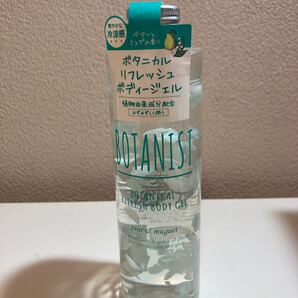 冷涼感
ペアーと
ミュゲの香り
ボタニカル
リフレッシュ
ボディージェル
植物由来成分配合
BOTANIST
BOTANICAL
REFRESH BODY GEL
pear & muguet